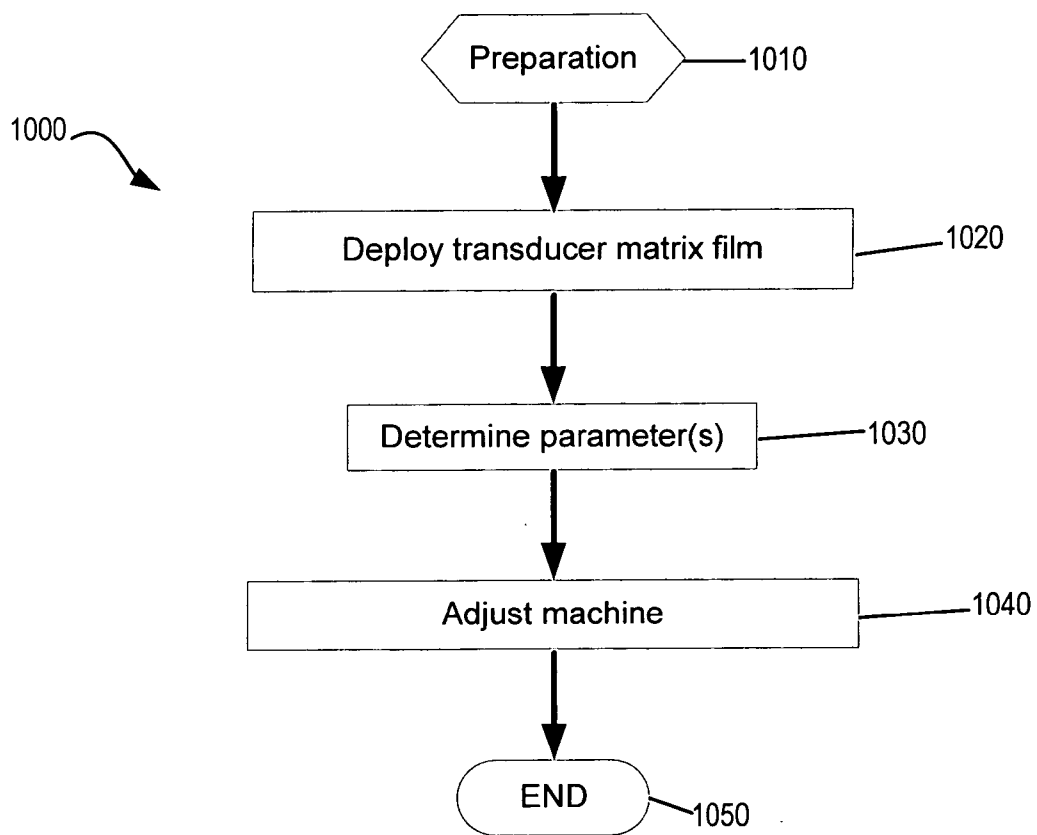 Preparation
1010
1000
Deploy transducer matrix film
1020
Determine parameter(s)
1030
Adjust machine
1040
END
1050